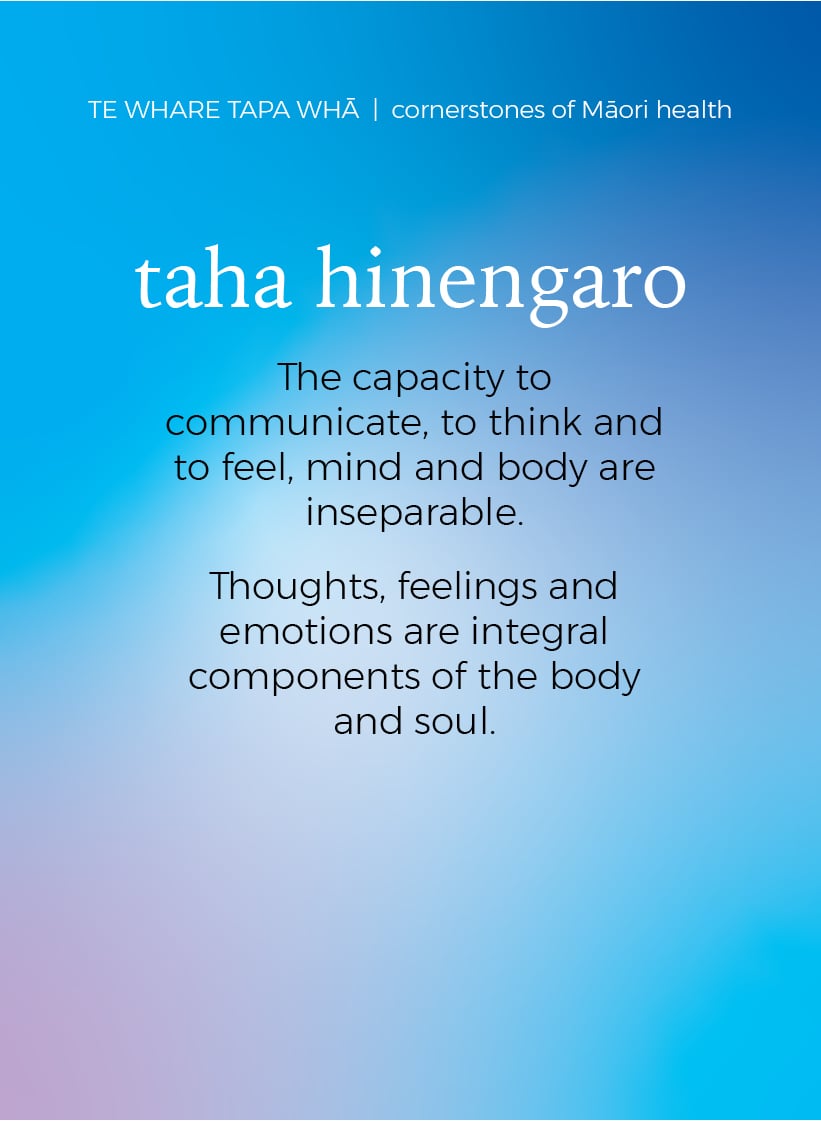 TE WHARE TAPA WHĀ | cornerstones of Māori health
taha hinengaro
The capacity to
communicate, to think and
to feel, mind and body are
inseparable.
Thoughts, feelings and
emotions are integral
components of the body
and soul.